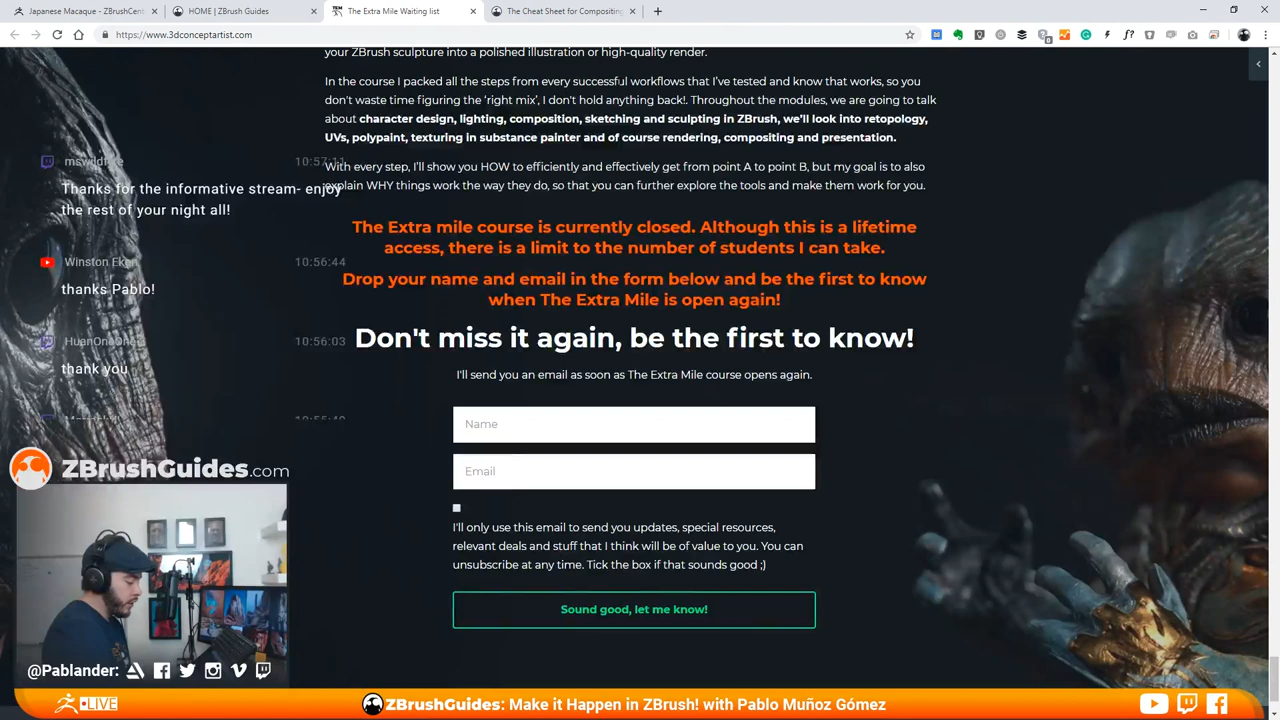 Japanese Macaque - ZBrushCent
HOME | ZBrush Guides
The Extra Mile Waiting list
The Cheat Sheet for Compositing
https://www.3dconceptartist.com
your ZBrush sculpture into a polished illustration or high-quality render.
In the course I packed all the steps from every successful workflows that I've tested and know that works, so you
don't waste time figuring the 'right mix', I don't hold anything back!. Throughout the modules, we are going to talk
about character design, lighting, composition, sketching and sculpting in ZBrush, we'll look into retopology,
UVs, polypaint, texturing in substance painter and of course rendering, compositing and presentation.
With every step, I'll show you HOW to efficiently and effectively get from point A to point B, but my goal is to also
explain WHY things work the way they do, so that you can further explore the tools and make them work for you.
10:57:11
Thanks for the informative stream- enjoy
the rest of your night all!
Winston
10:56:44
thanks Pablo!
HuanOneOne
10:56:03
thank you
The Extra mile course is currently closed. Although this is a lifetime
access, there is a limit to the number of students I can take.
Drop your name and email in the form below and be the first to know
when The Extra Mile is open again!
Don't miss it again, be the first to know!
I'll send you an email as soon as The Extra Mile course opens again.
Name
Email
I'll only use this email to send you updates, special resources,
relevant deals and stuff that I think will be of value to you. You can
unsubscribe at any time. Tick the box if that sounds good ;)
Sound good, let me know!
ZBrushGuides.com
@Pablander:
LIVE
ZBrushGuides: Make it Happen in ZBrush! with Pablo Muñoz Gómez